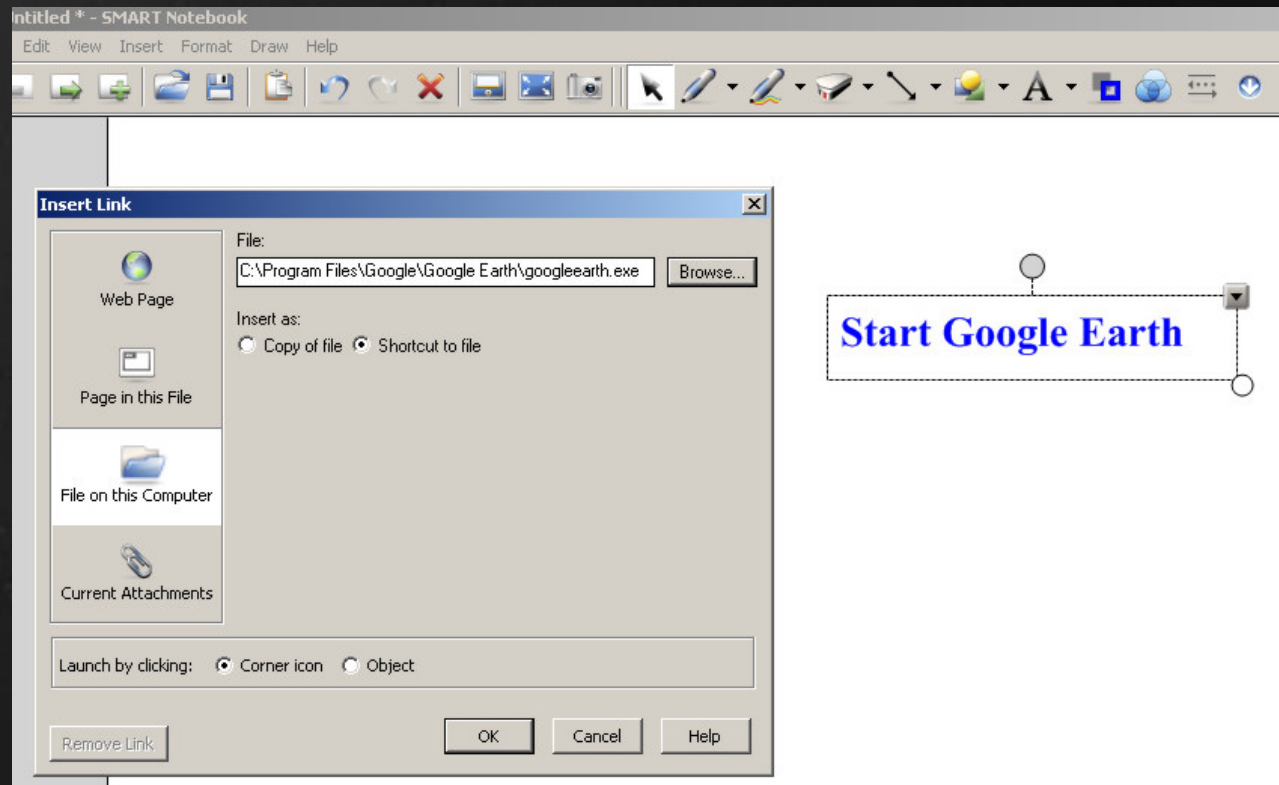 ntitled * - SMART Notebook
Edit View Insert Format Draw Help
Insert Link
Web Page
Page in this File
File on this Computer
Current Attachments
File:
C:\Program Files\Google\Google Earth\googleearth.exe Browse...
Insert as:
Copy of file Shortcut to file
Launch by clicking: Corner icon Object
Remove Link OK Cancel Help
Start Google Earth